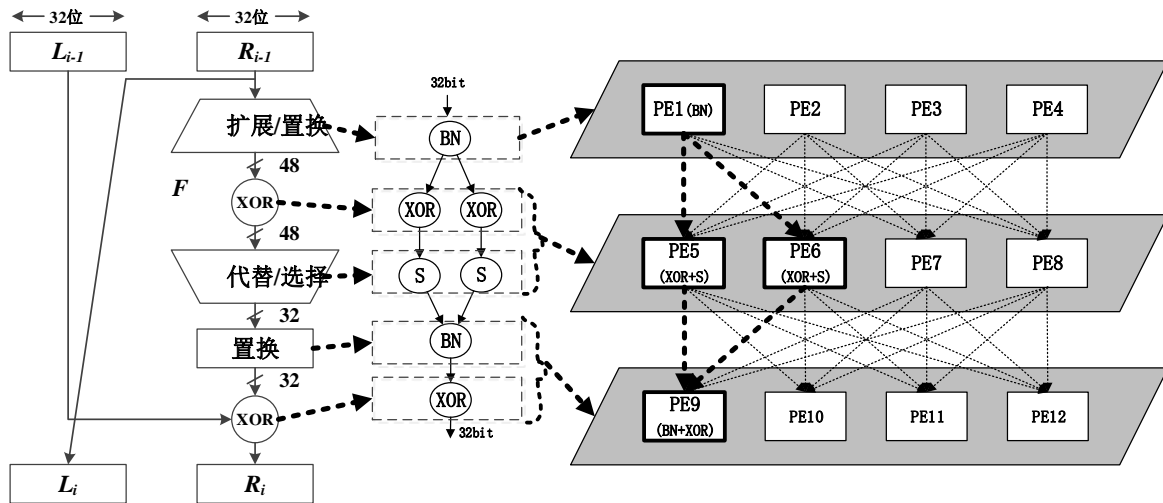 32位
32位
L_{i-1}
R_{i-1}
扩展/置换
48
F
XOR
48
代替/选择
32
置换
32
XOR
L_i
R_i
32bit
BN
XOR XOR
S S
BN
XOR
32bit
PE1(BN) PE2 PE3 PE4
PE5 PE6 PE7 PE8
(XOR+S) (XOR+S)
PE9 PE10 PE11 PE12
(BN+XOR)